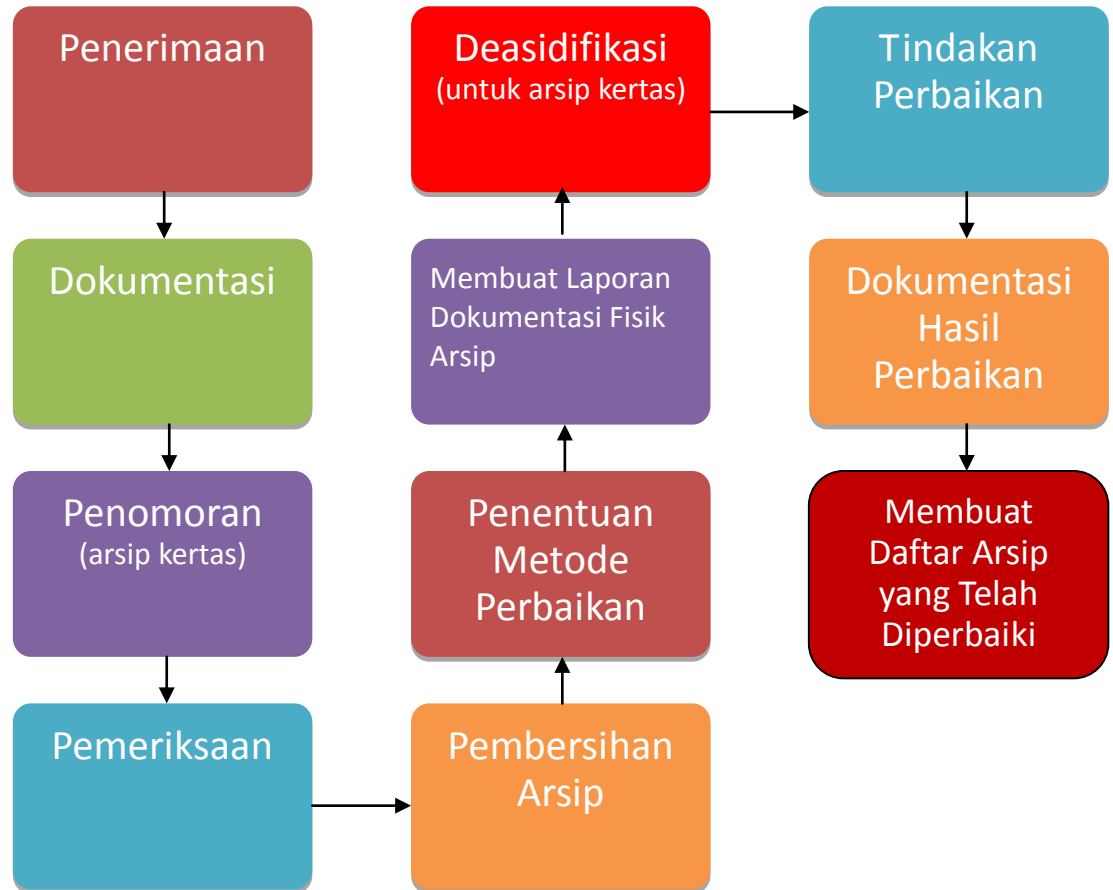 Penerimaan
Dokumentasi
Penomoran
(arsip kertas)
Pemeriksaan
Pembersihan
Arsip
Penentuan
Metode
Perbaikan
Membuat Laporan
Dokumentasi Fisik
Arsip
Deasidifikasi
(untuk arsip kertas)
Tindakan
Perbaikan
Dokumentasi
Hasil
Perbaikan
Membuat
Daftar Arsip
yang Telah
Diperbaiki